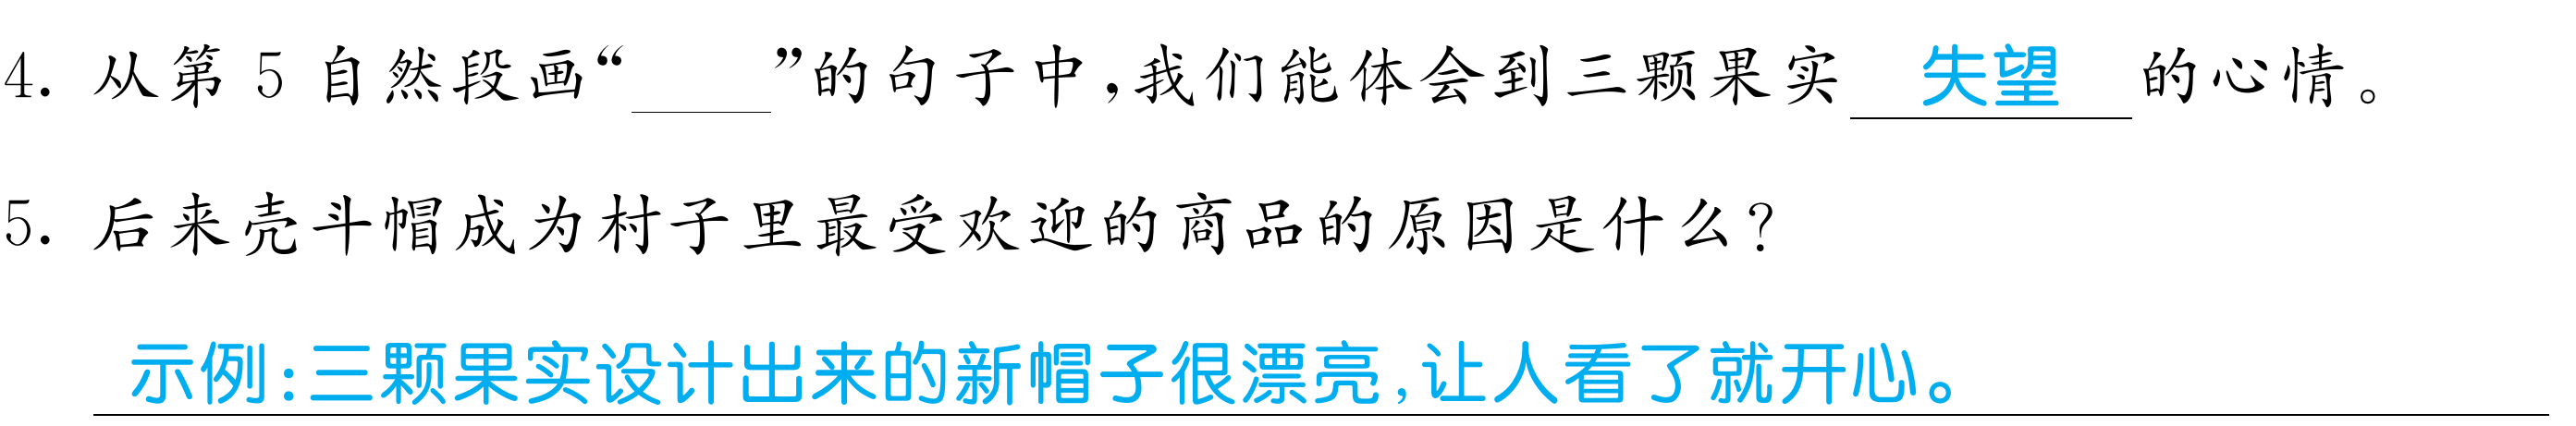 4. 从第 5 自然段画“____”的句子中,我们能体会到三颗果实 失望 的心情。
5. 后来壳斗帽成为村子里最受欢迎的商品的原因是什么?
示例:三颗果实设计出来的新帽子很漂亮,让人看了就开心。